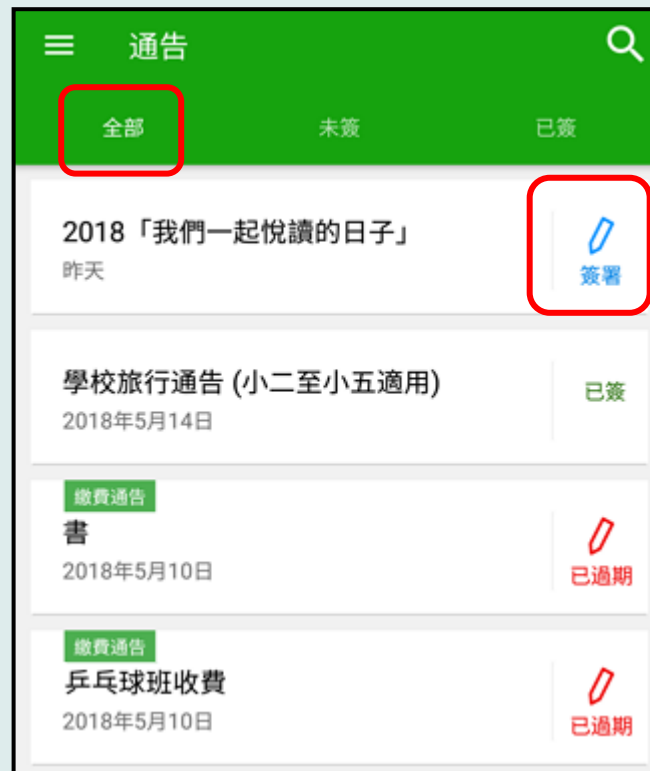 通告
全部 未簽 已簽
2018「我們一起悅讀的日子」
昨天
簽署
學校旅行通告 (小二至小五適用)
2018年5月14日
已簽
繳費通告
書
2018年5月10日
已過期
繳費通告
乒乓球班收費
2018年5月10日
已過期